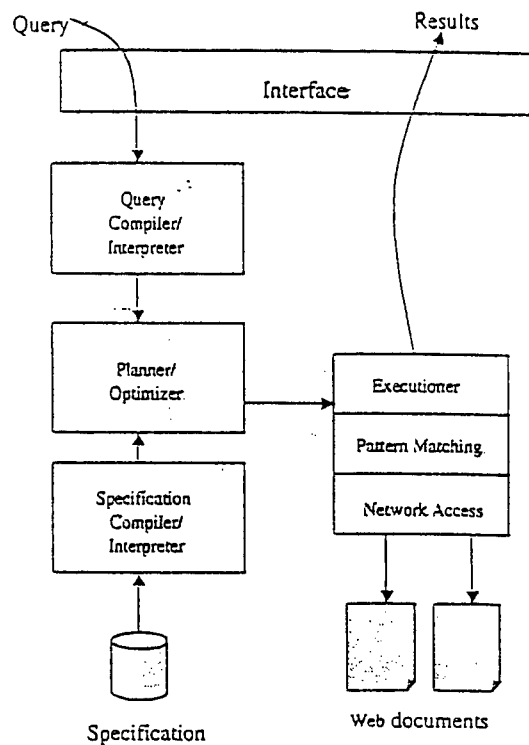 Query
Results
Interface
Query
Compiler/
Interpreter
Planner/
Optimizer
Executioner
Pattern Matching
Specification
Compiler/
Interpreter
Network Access
Specification
Web documents